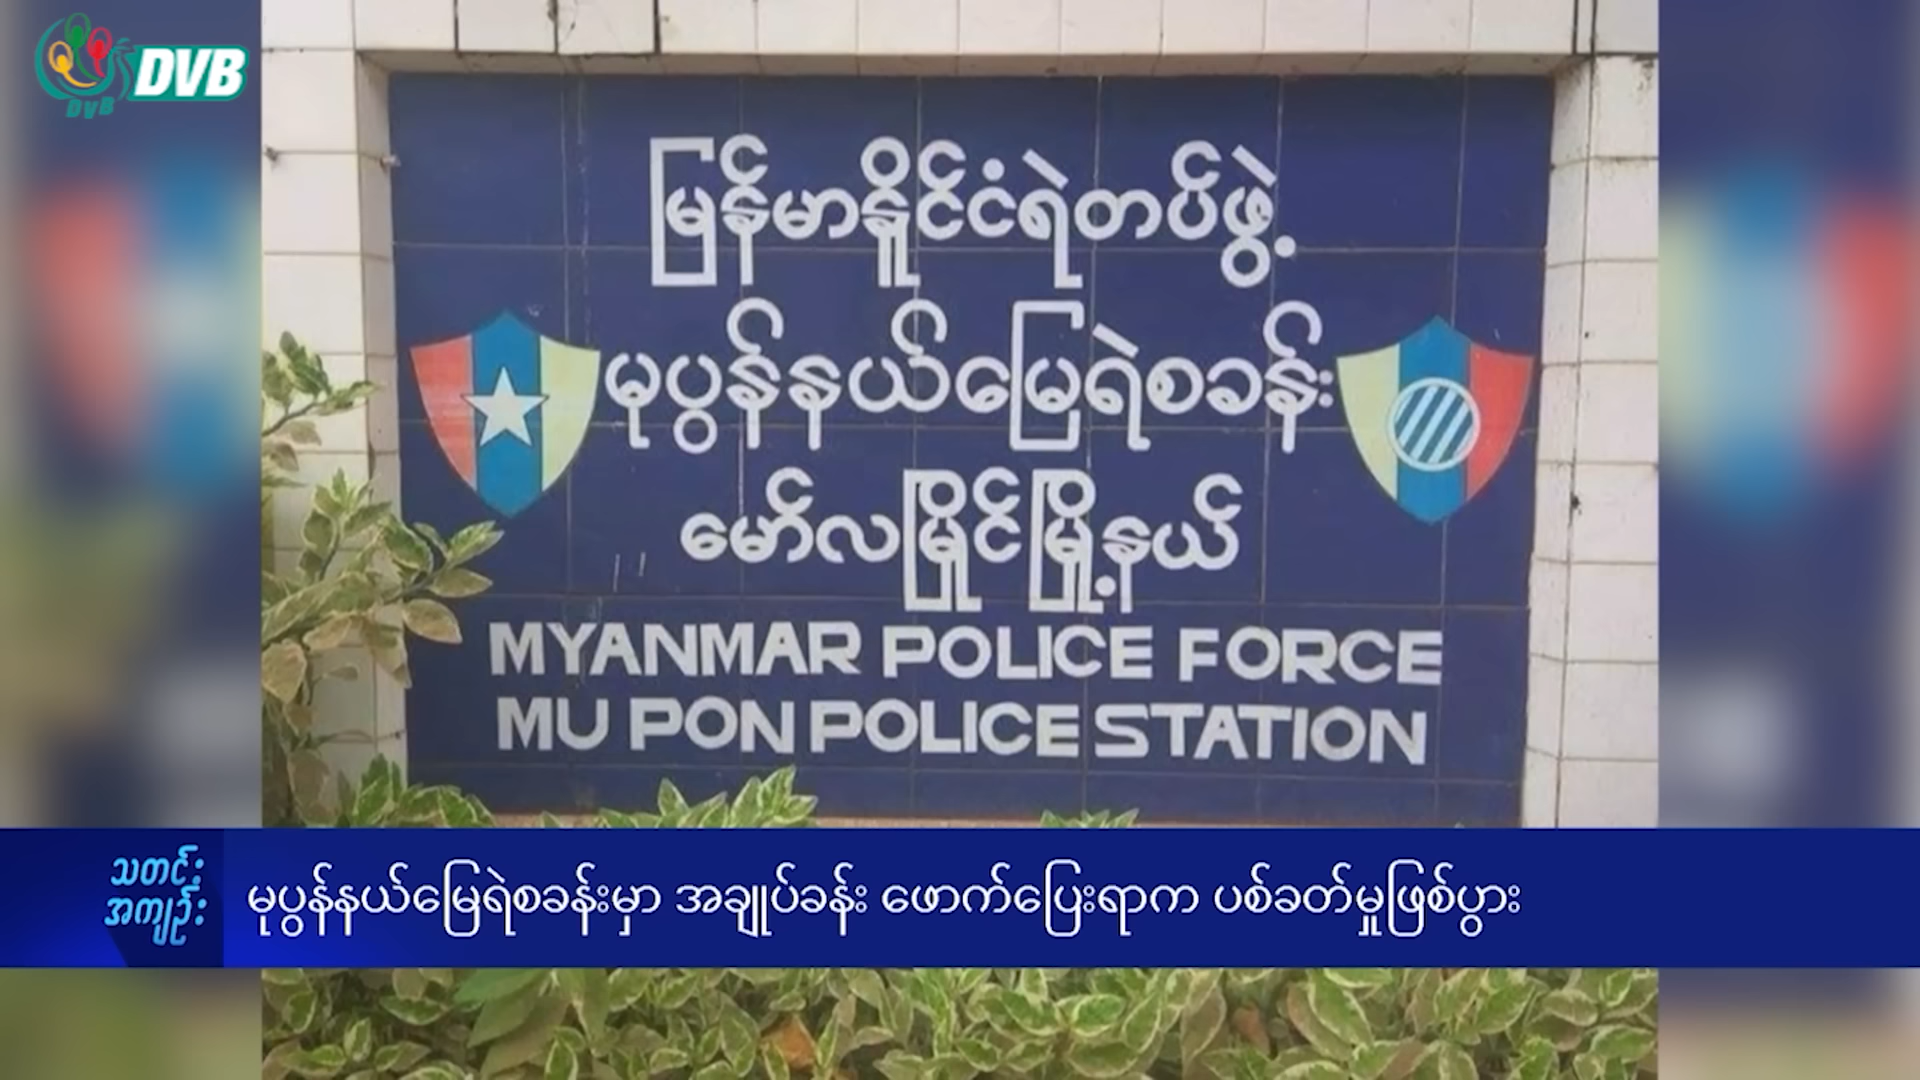 DVB
DVB
မြန်မာနိုင်ငံရဲတပ်ဖွဲ့
မုပွန်နယ်မြေရဲစခန်း
မော်လမြိုင်မြို့နယ်
MYANMAR POLICE FORCE
MU PON POLICE STATION
သတင်း
အကျဉ်း
မုပွန်နယ်မြေရဲစခန်းမှာ အချုပ်ခန်း ဖောက်ပြေးရာက ပစ်ခတ်မှုဖြစ်ပွား